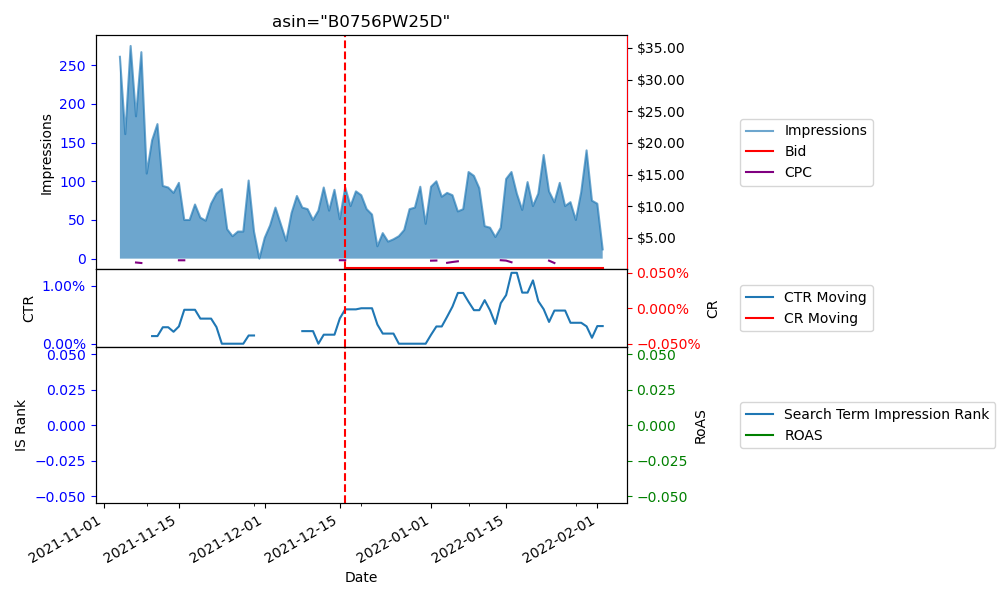 asin="B0756PW25D"
Impressions
250
200
150
100
50
0
$35.00
$30.00
$25.00
$20.00
$15.00
$10.00
$5.00
Impressions
Bid
CPC
CTR
1.00%
0.00%
0.050%
0.000%
−0.050%
CR
CTR Moving
CR Moving
IS Rank
0.050
0.025
0.000
−0.025
−0.050
0.050
0.025
0.000
−0.025
−0.050
RoAS
Search Term Impression Rank
ROAS
2021-11-01
2021-11-15
2021-12-01
2021-12-15
2022-01-01
2022-01-15
2022-02-01
Date